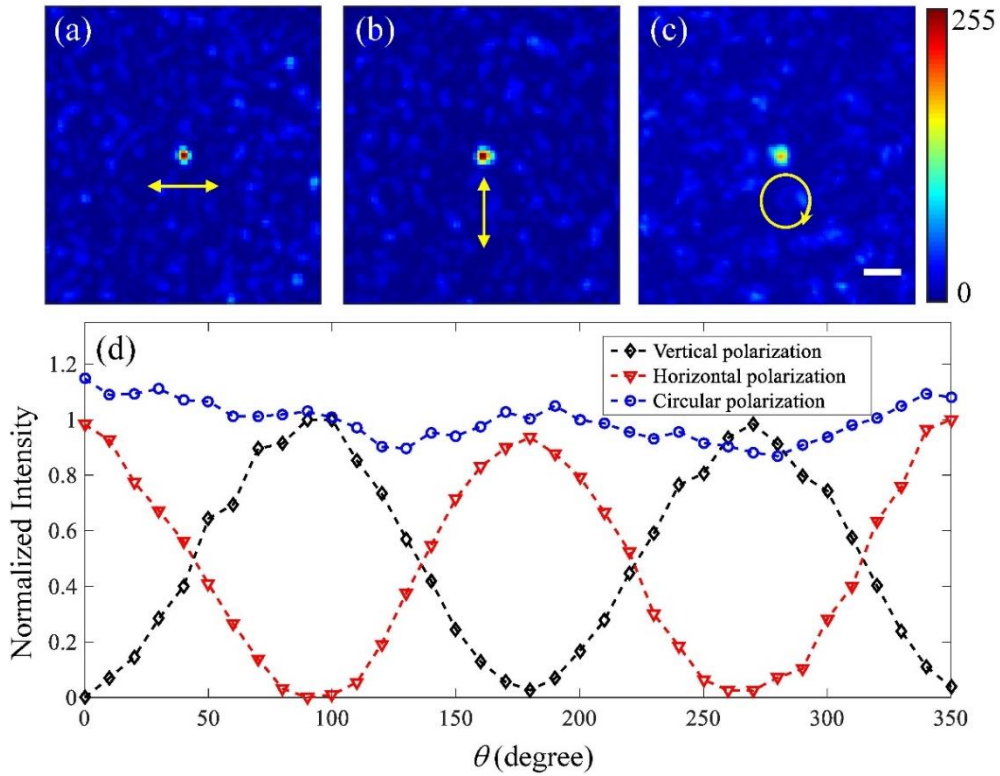 (a)
(b)
(c)
255
0
(d)
Vertical polarization
Horizontal polarization
Circular polarization
Normalized Intensity
1.2
1
0.8
0.6
0.4
0.2
0
0 50 100 150 200 250 300 350
θ (degree)